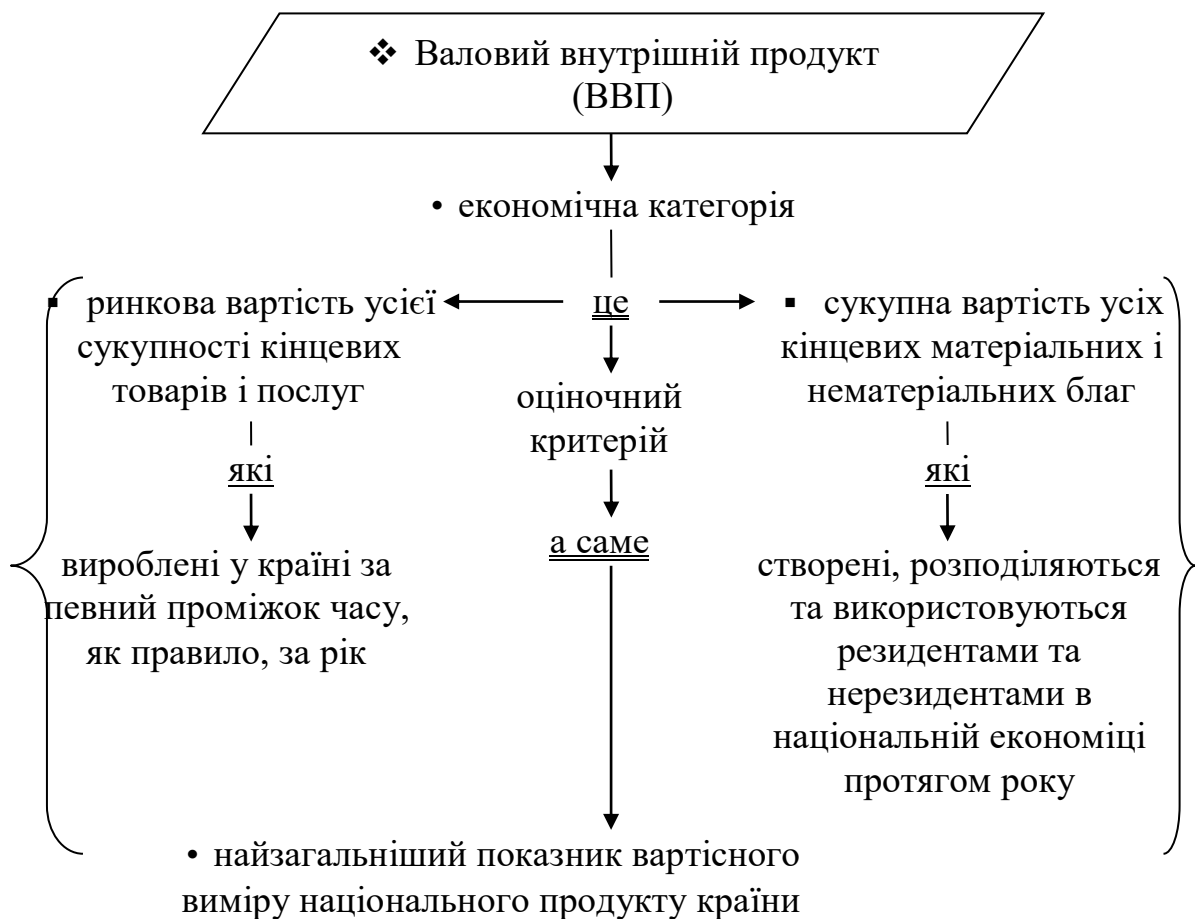 ❖ Валовий внутрішній продукт
(ВВП)
• економічна категорія
▪ ринкова вартість усієї
сукупності кінцевих
товарів і послуг
які
вироблені у країні за
певний проміжок часу,
як правило, за рік
це
оціночний
критерій
а саме
▪ сукупна вартість усіх
кінцевих матеріальних і
нематеріальних благ
які
створені, розподіляються
та використовуються
резидентами та
нерезидентами в
національній економіці
протягом року
• найзагальніший показник вартісного
виміру національного продукту країни